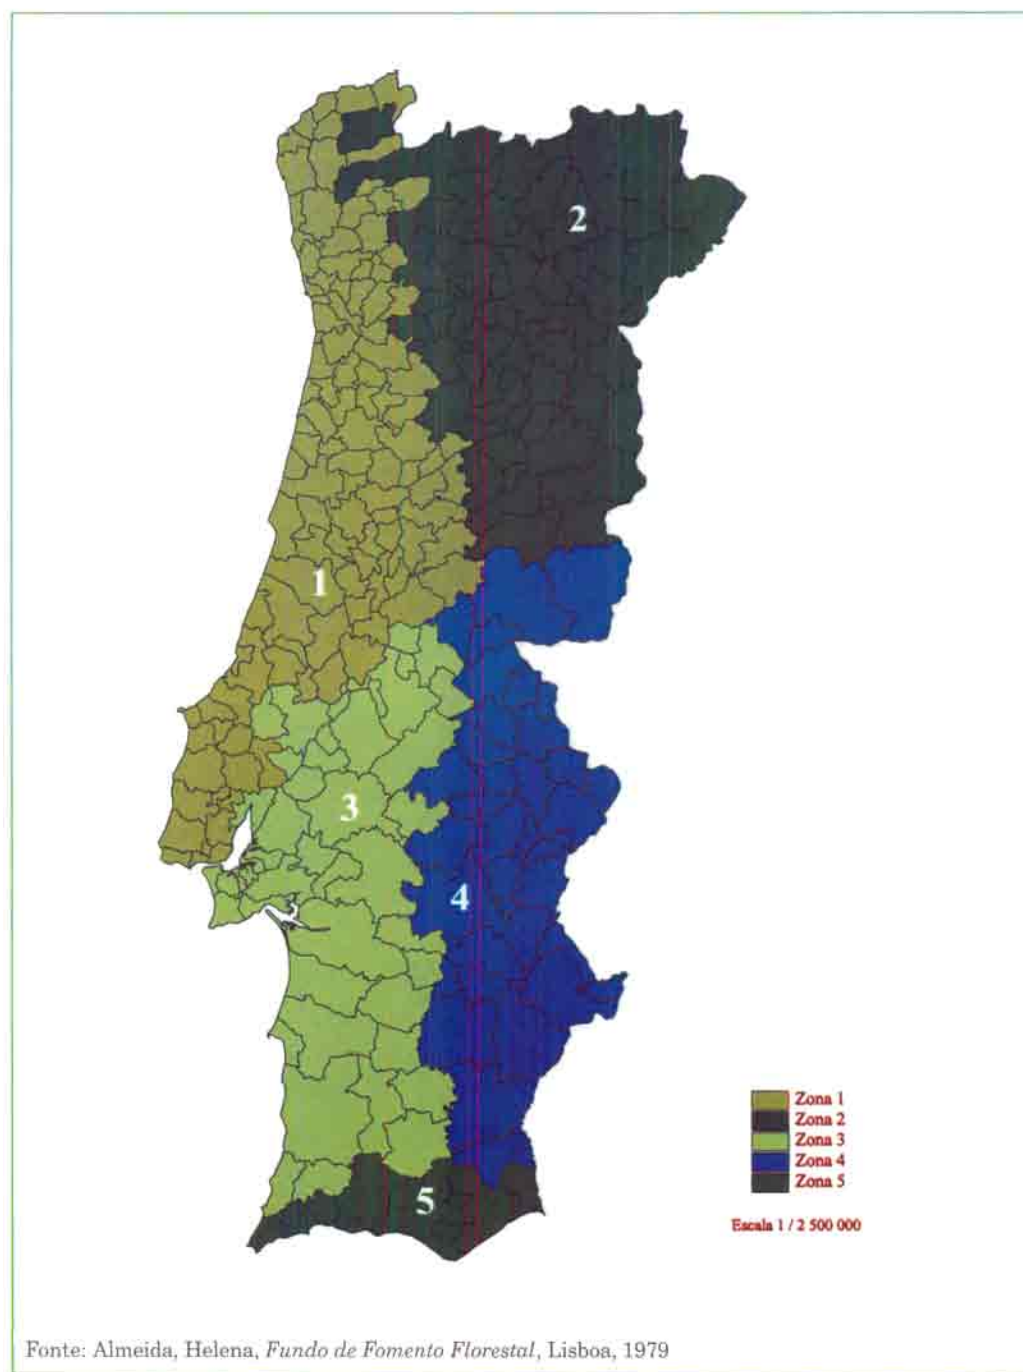 2
1
3
4
5
Zona 1
Zona 2
Zona 3
Zona 4
Zona 5
Escala 1 / 2 500 000
Fonte: Almeida, Helena, Fundo de Fomento Florestal, Lisboa, 1979